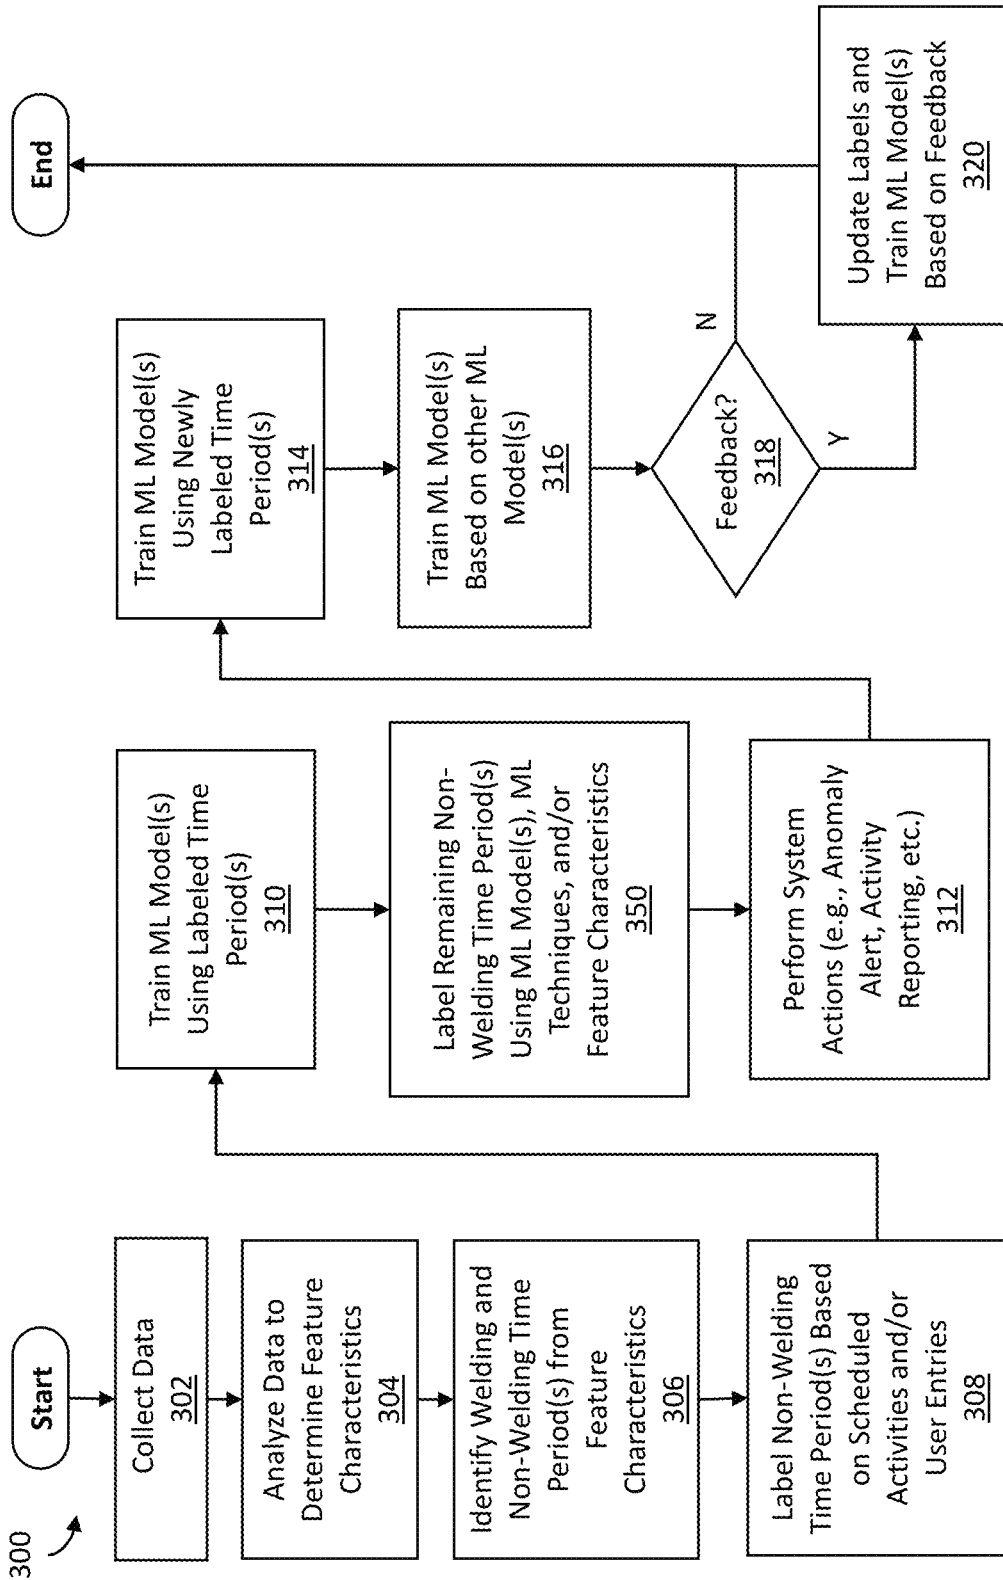 300
Start
Collect Data
302
Analyze Data to
Determine Feature
Characteristics
304
Identify Welding and
Non-Welding Time
Period(s) from
Feature
Characteristics
306
Label Non-Welding
Time Period(s) Based
on Scheduled
Activities and/or
User Entries
308
Train ML Model(s)
Using Labeled Time
Period(s)
310
Label Remaining Non-
Welding Time Period(s)
Using ML Model(s), ML
Techniques, and/or
Feature Characteristics
350
Perform System
Actions (e.g., Anomaly
Alert, Activity
Reporting, etc.)
312
Train ML Model(s)
Using Newly
Labeled Time
Period(s)
314
Train ML Model(s)
Based on other ML
Model(s)
316
Feedback?
318
N
Y
Update Labels and
Train ML Model(s)
Based on Feedback
320
End